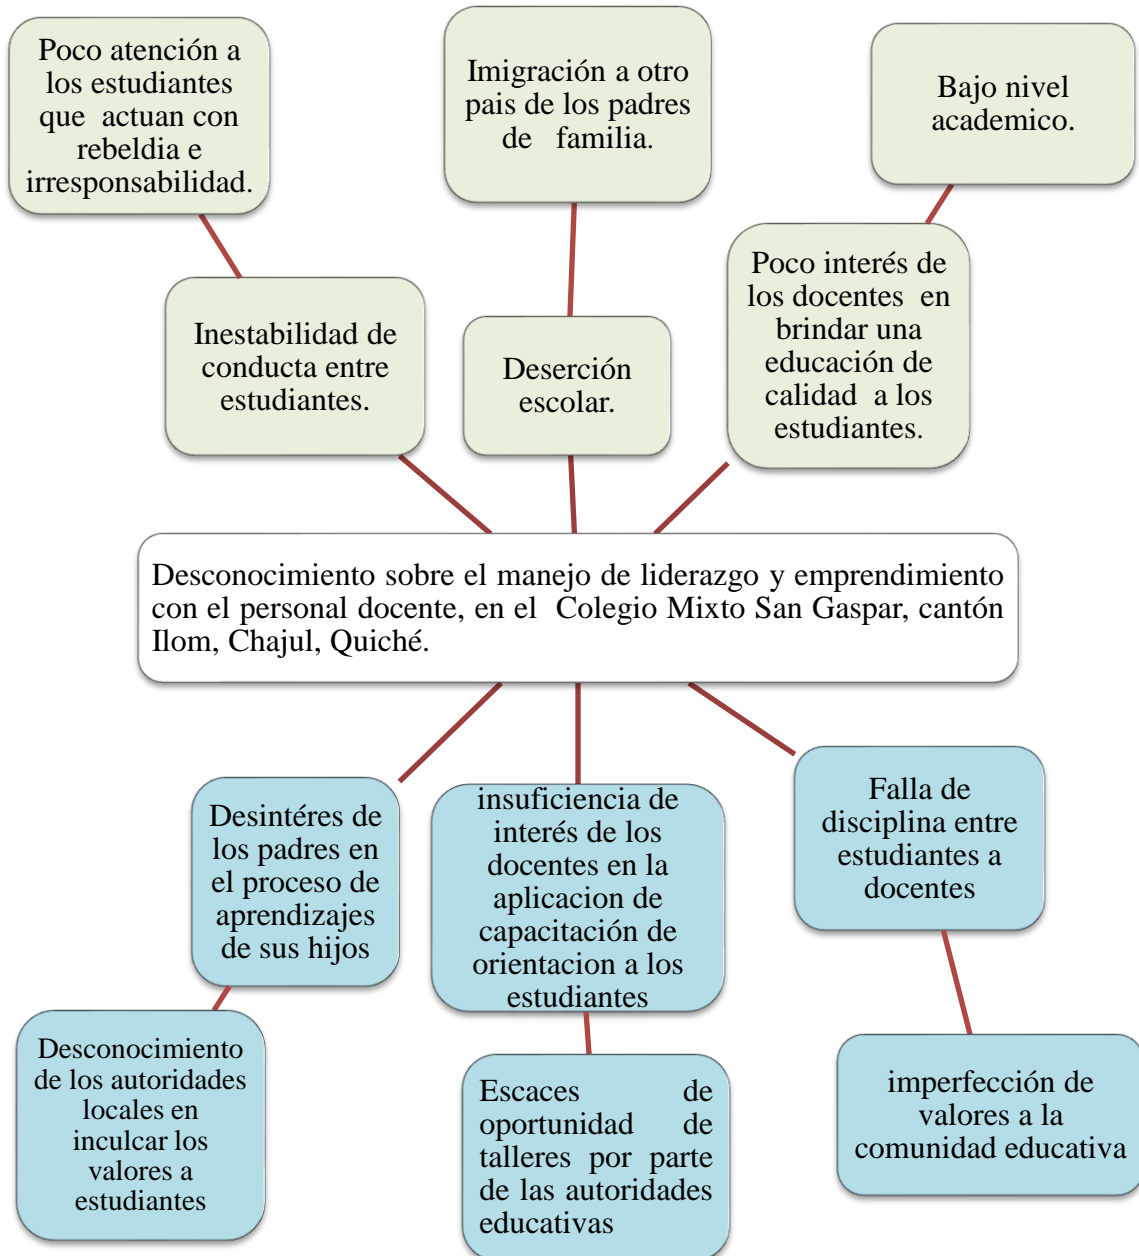 Poco atención a
los estudiantes
que actuan con
rebeldia e
irresponsabilidad.
Imigración a otro
pais de los padres
de familia.
Bajo nivel
academico.
Inestabilidad de
conducta entre
estudiantes.
Deserción
escolar.
Poco interés de
los docentes en
brindar una
educación de
calidad a los
estudiantes.
Desconocimiento sobre el manejo de liderazgo y emprendimiento
con el personal docente, en el Colegio Mixto San Gaspar, cantón
Ilom, Chajul, Quiché.
Desintéres de
los padres en
el proceso de
aprendizajes
de sus hijos
insuficiencia de
interés de los
docentes en la
aplicacion de
capacitación de
orientacion a los
estudiantes
Falla de
disciplina entre
estudiantes a
docentes
Desconocimiento
de los autoridades
locales en
inculcar los
valores a
estudiantes
Escaces de
oportunidad de
talleres por parte
de las autoridades
educativas
imperfección de
valores a la
comunidad educativa